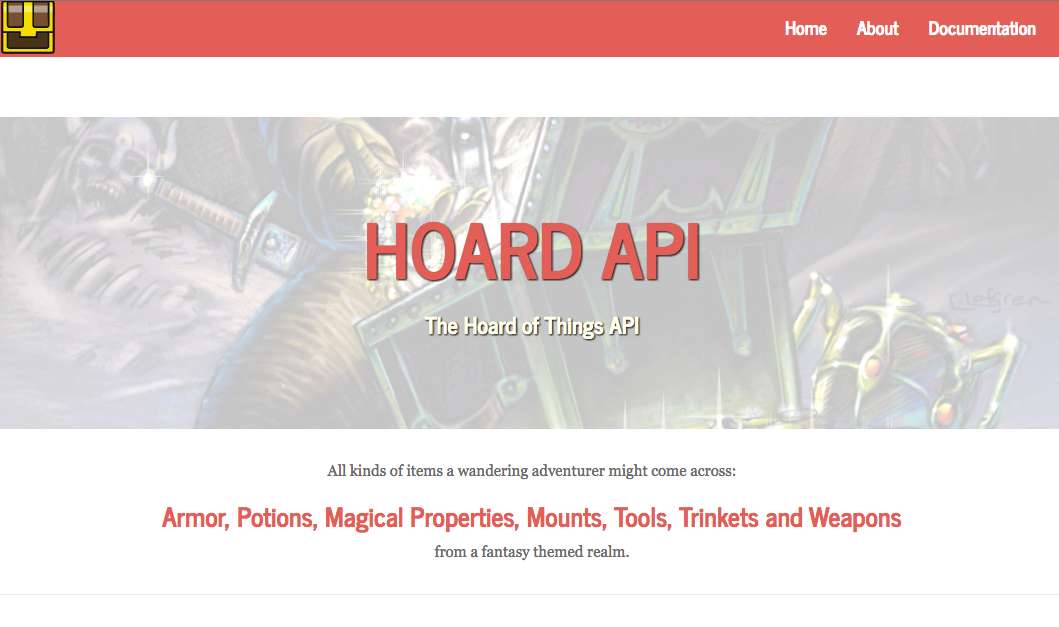 Home About Documentation
HOARD API
The Hoard of Things API
Lofgren
All kinds of items a wandering adventurer might come across:
Armor, Potions, Magical Properties, Mounts, Tools, Trinkets and Weapons
from a fantasy themed realm.